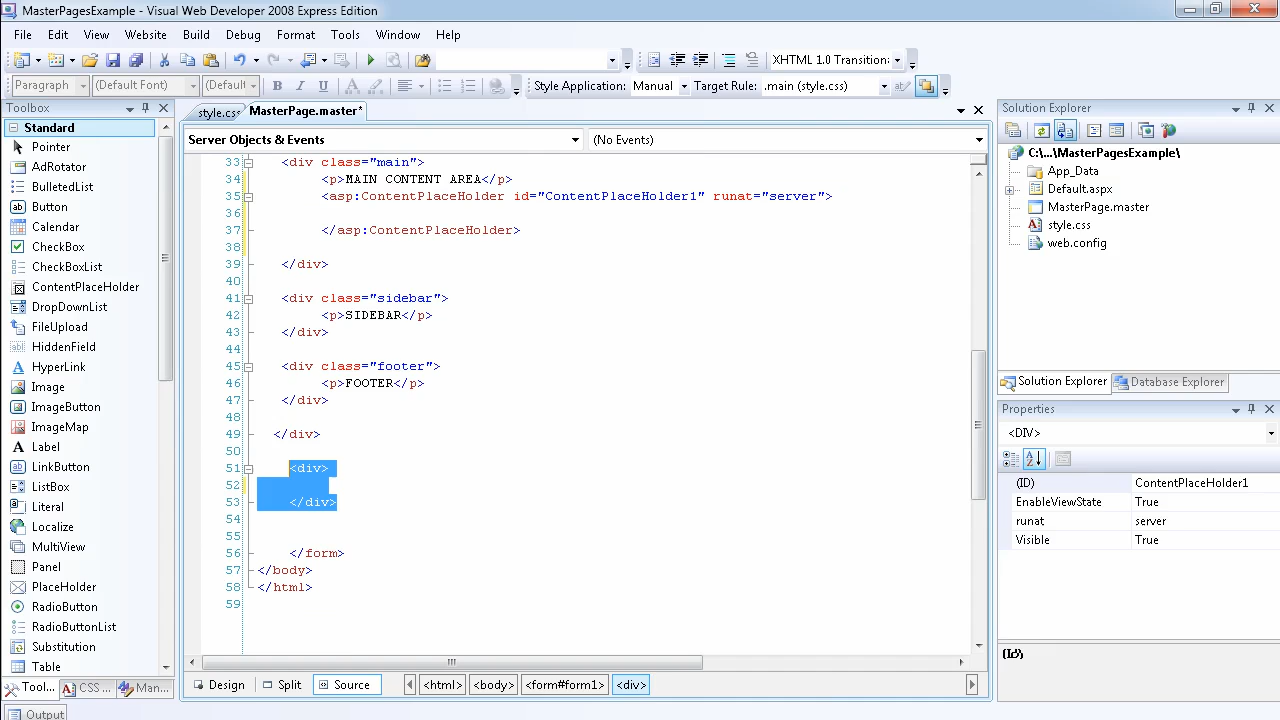 MasterPagesExample - Visual Web Developer 2008 Express Edition
File Edit View Website Build Debug Format Tools Window Help
XHTML 1.0 Transition:
Paragraph (Default Font) (Default B I U A Style Application: Manual Target Rule: .main (style.css)
Toolbox
Standard
Pointer
AdRotator
BulletedList
Button
Calendar
CheckBox
CheckBoxList
ContentPlaceHolder
DropDownList
FileUpload
HiddenField
HyperLink
Image
ImageButton
ImageMap
Label
LinkButton
ListBox
Literal
Localize
MultiView
Panel
PlaceHolder
RadioButton
RadioButtonList
Substitution
Table
Tool... CSS ... Man...
Output
style.css MasterPage.master*
Server Objects & Events (No Events)
33 <div class="main">
34 <p>MAIN CONTENT AREA</p>
35 <asp:ContentPlaceHolder id="ContentPlaceHolder1" runat="server">
36
37 </asp:ContentPlaceHolder>
38
39 </div>
40
41 <div class="sidebar">
42 <p>SIDEBAR</p>
43 </div>
44
45 <div class="footer">
46 <p>FOOTER</p>
47 </div>
48
49 </div>
50
51 <div>
52
53 </div>
54
55
56 </form>
57 </body>
58 </html>
59
Design Split Source <html> <body> <form#form1> <div>
Solution Explorer
C:\...\MasterPagesExample\
App_Data
Default.aspx
MasterPage.master
style.css
web.config
Solution Explorer Database Explorer
Properties
<DIV>
(ID) ContentPlaceHolder1
EnableViewState True
runat server
Visible True